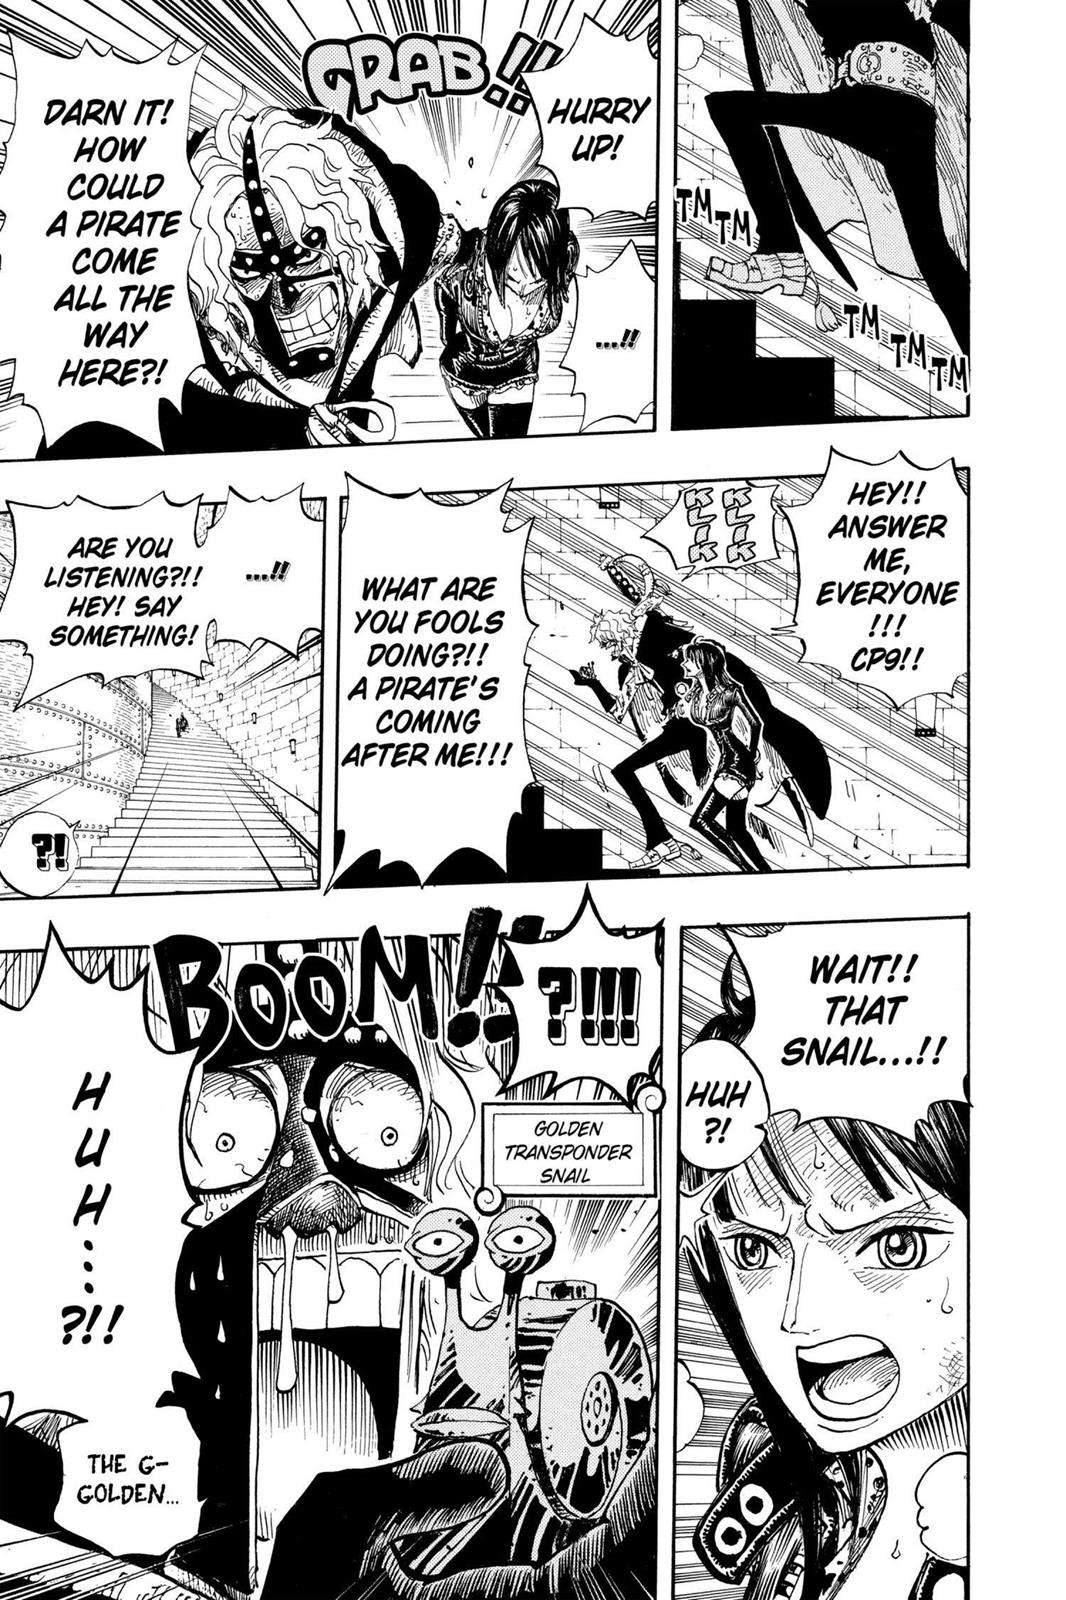 TM
TM
TM
TM
TM
GRAB!!
HURRY
UP!
...!!
DARN IT!
HOW
COULD
A PIRATE
COME
ALL THE
WAY
HERE?!
HEY!!
ANSWER
ME,
EVERYONE
!!!
CP9!!
KLIK
KLIK
WHAT ARE
YOU FOOLS
DOING?!!
A PIRATE'S
COMING
AFTER ME!!!
...!!
ARE YOU
LISTENING?!!
HEY! SAY
SOMETHING!
?!
WAIT!!
THAT
SNAIL...!!
HUH
?!
?!!!
BOOM!!
GOLDEN
TRANSPONDER
SNAIL
HUH...
?!!
THE G-
GOLDEN...